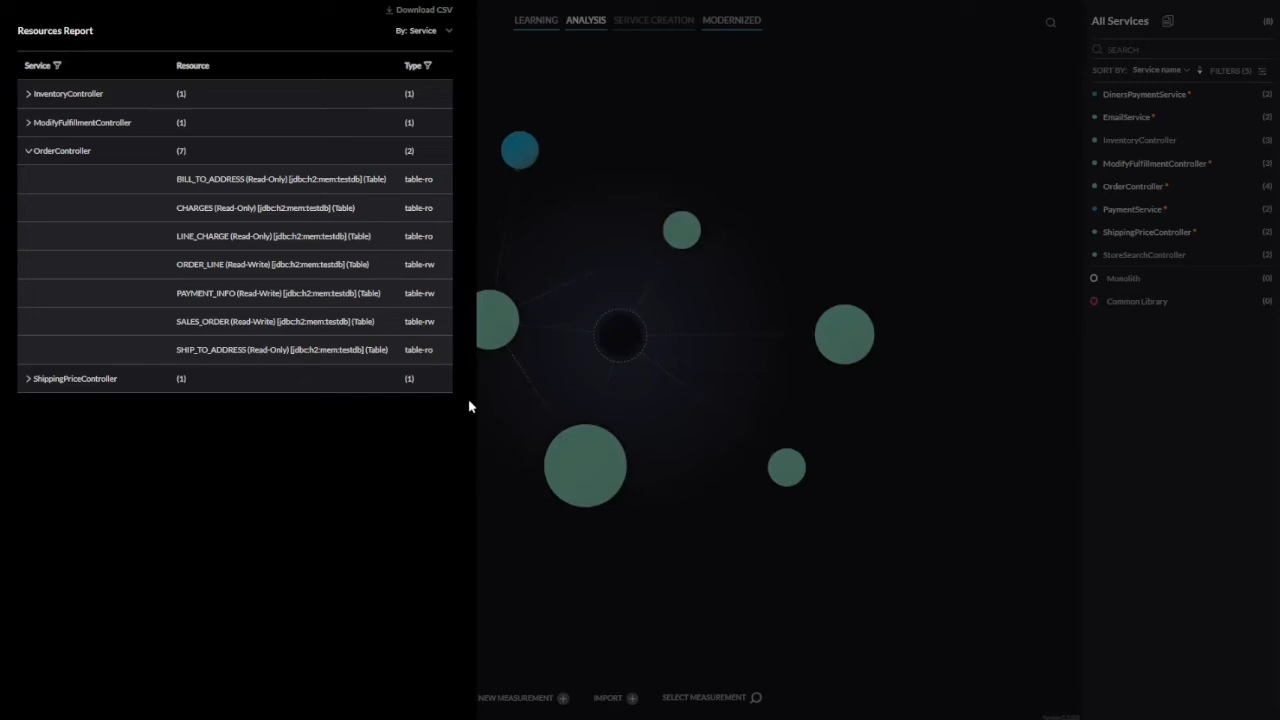 Download CSV
Resources Report
By: Service
Service Resource Type
InventoryController (1) (1)
ModifyFulfillmentController (1) (1)
OrderController (7) (2)
BILL_TO_ADDRESS (Read-Only) [jdbc:h2:mem:testdb] (Table) table-ro
CHARGES (Read-Only) [jdbc:h2:mem:testdb] (Table) table-ro
LINE_CHARGE (Read-Only) [jdbc:h2:mem:testdb] (Table) table-ro
ORDER_LINE (Read-Write) [jdbc:h2:mem:testdb] (Table) table-rw
PAYMENT_INFO (Read-Write) [jdbc:h2:mem:testdb] (Table) table-rw
SALES_ORDER (Read-Write) [jdbc:h2:mem:testdb] (Table) table-rw
SHIP_TO_ADDRESS (Read-Only) [jdbc:h2:mem:testdb] (Table) table-ro
ShippingPriceController (1) (1)
LEARNING ANALYSIS SERVICE CREATION MODERNIZED
NEW MEASUREMENT IMPORT SELECT MEASUREMENT
All Services (8)
SEARCH
SORT BY: Service name FILTERS (5)
DinersPaymentService* (2)
EmailService* (2)
InventoryController (3)
ModifyFulfillmentController* (2)
OrderController* (4)
PaymentService* (2)
ShippingPriceController* (2)
StoreSearchController (2)
Monolith (0)
Common Library (0)